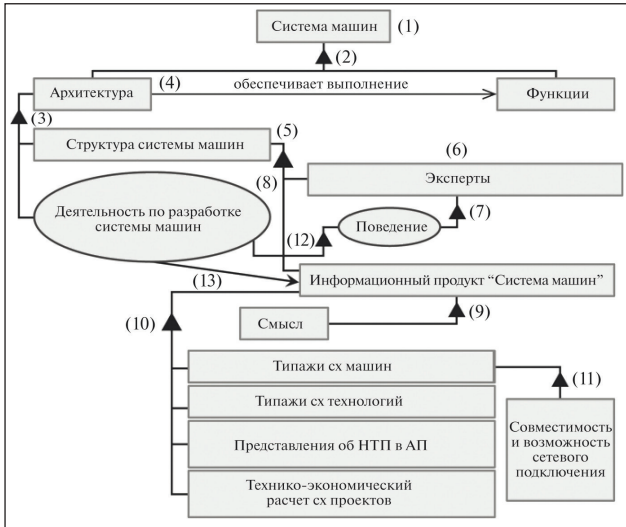 Система машин (1)
(2)
Архитектура (4) обеспечивает выполнение Функции
(3)
Структура системы машин (5)
(6)
Эксперты
(8)
Деятельность по разработке
системы машин
Поведение (7)
(12)
(13) Информационный продукт “Система машин”
(10)
Смысл (9)
Типажи сх машин
(11)
Типажи сх технологий
Совместимость
и возможность
сетевого
подключения
Представления об НТП в АП
Технико-экономический
расчет сх проектов